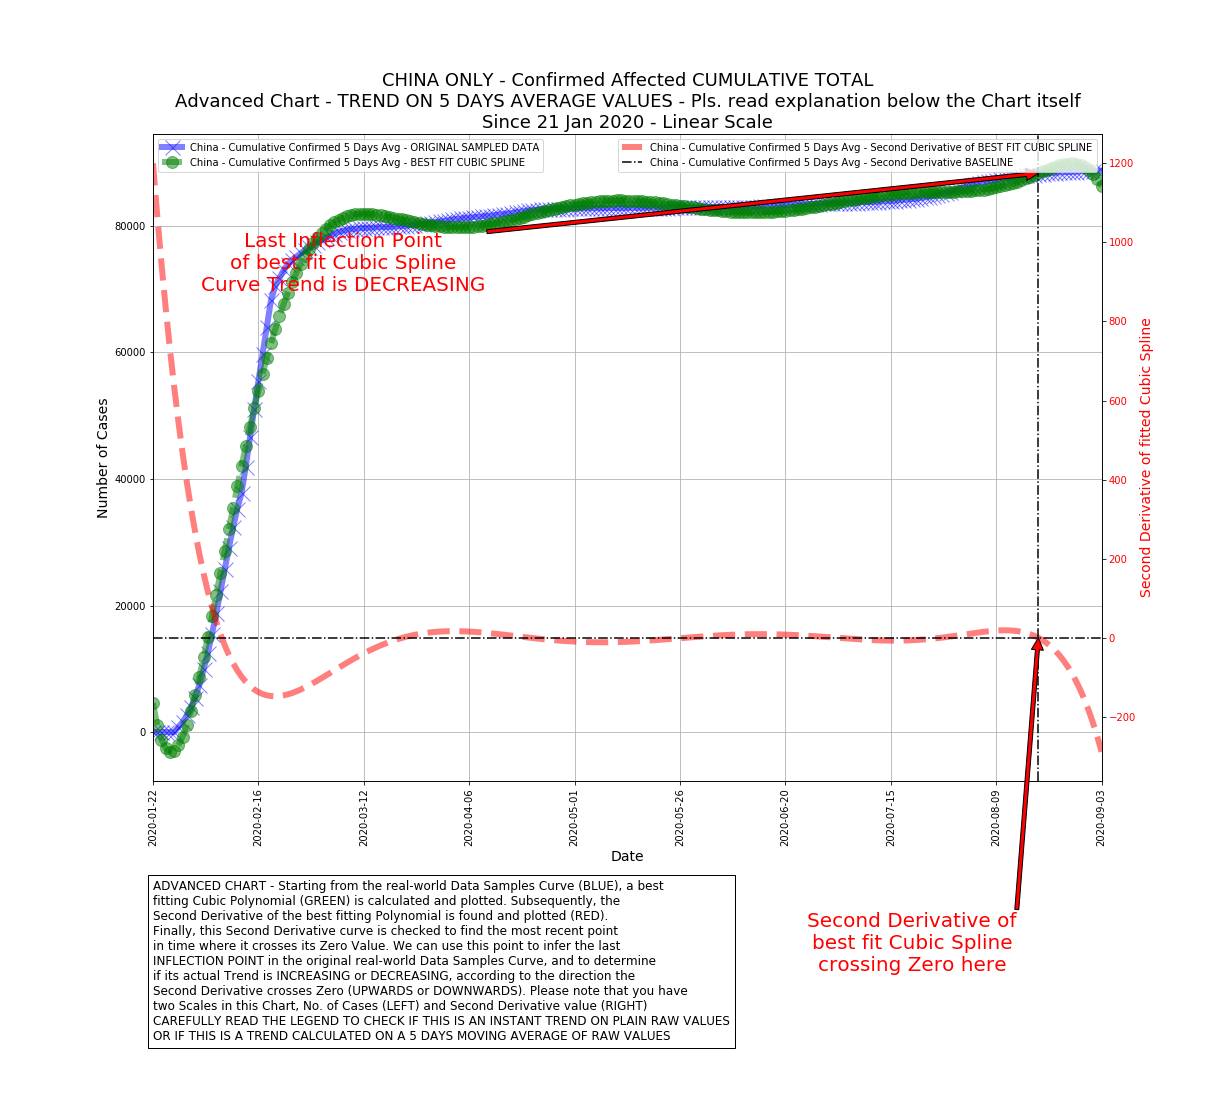 CHINA ONLY - Confirmed Affected CUMULATIVE TOTAL
Advanced Chart - TREND ON 5 DAYS AVERAGE VALUES - Pls. read explanation below the Chart itself
Since 21 Jan 2020 - Linear Scale
China - Cumulative Confirmed 5 Days Avg - ORIGINAL SAMPLED DATA
China - Cumulative Confirmed 5 Days Avg - BEST FIT CUBIC SPLINE
China - Cumulative Confirmed 5 Days Avg - Second Derivative of BEST FIT CUBIC SPLINE
China - Cumulative Confirmed 5 Days Avg - Second Derivative BASELINE
Last Inflection Point
of best fit Cubic Spline
Curve Trend is DECREASING
Number of Cases
80000
60000
40000
20000
0
1200
1000
800
600
400
200
0
−200
Second Derivative of fitted Cubic Spline
2020-01-22
2020-02-16
2020-03-12
2020-04-06
2020-05-01
2020-05-26
2020-06-20
2020-07-15
2020-08-09
2020-09-03
Date
ADVANCED CHART - Starting from the real-world Data Samples Curve (BLUE), a best
fitting Cubic Polynomial (GREEN) is calculated and plotted. Subsequently, the
Second Derivative of the best fitting Polynomial is found and plotted (RED).
Finally, this Second Derivative curve is checked to find the most recent point
in time where it crosses its Zero Value. We can use this point to infer the last
INFLECTION POINT in the original real-world Data Samples Curve, and to determine
if its actual Trend is INCREASING or DECREASING, according to the direction the
Second Derivative crosses Zero (UPWARDS or DOWNWARDS). Please note that you have
two Scales in this Chart, No. of Cases (LEFT) and Second Derivative value (RIGHT)
CAREFULLY READ THE LEGEND TO CHECK IF THIS IS AN INSTANT TREND ON PLAIN RAW VALUES
OR IF THIS IS A TREND CALCULATED ON A 5 DAYS MOVING AVERAGE OF RAW VALUES
Second Derivative of
best fit Cubic Spline
crossing Zero here